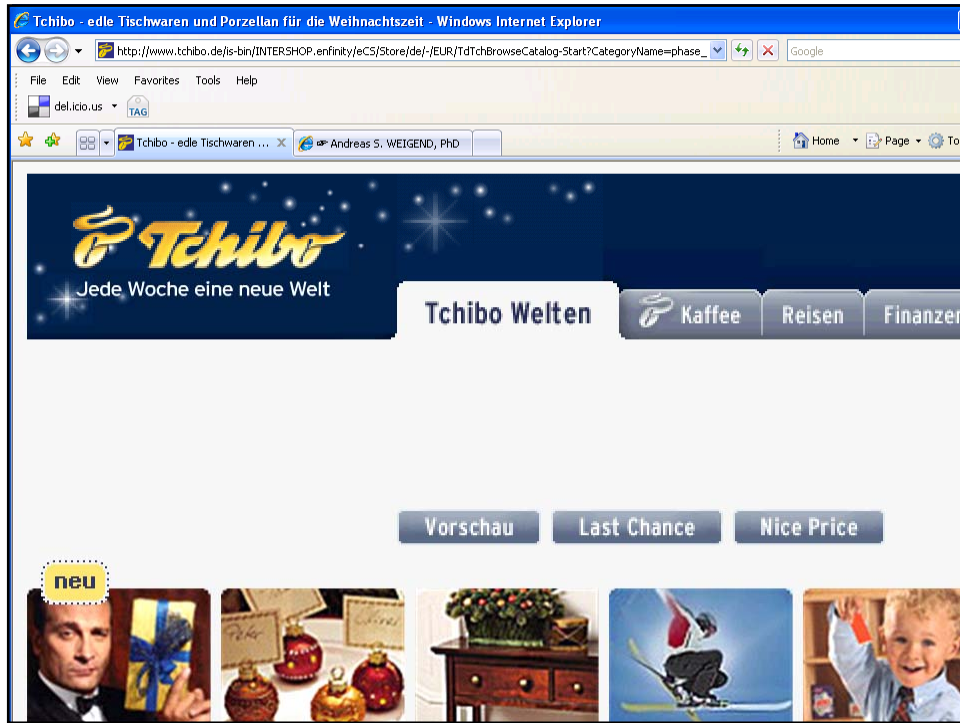 Tchibo - edle Tischwaren und Porzellan für die Weihnachtszeit - Windows Internet Explorer
http://www.tchibo.de/is-bin/INTERSHOP.enfinity/eCS/Store/de/-/EUR/TdTchBrowseCatalog-Start?CategoryName=phase_
Google
File Edit View Favorites Tools Help
del.icio.us TAG
Tchibo - edle Tischwaren ... Andreas S. WEIGEND, PhD Home Page To
Tchibo
Jede Woche eine neue Welt
Tchibo Welten Kaffee Reisen Finanzen
Vorschau Last Chance Nice Price
neu
Peter